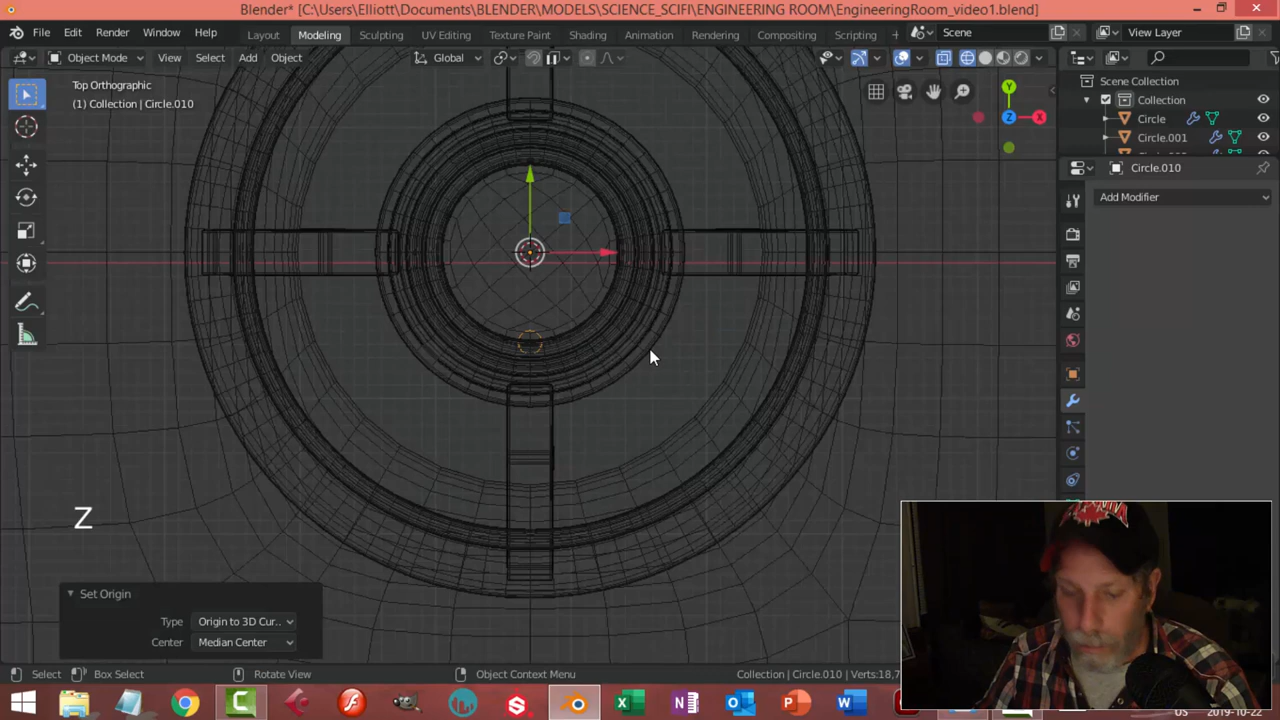 Blender* [C:\Users\Elliott\Documents\BLENDER\MODELS\SCIENCE_SCIFI\ENGINEERING ROOM\EngineeringRoom_video1.blend]
File Edit Render Window Help Layout Modeling Sculpting UV Editing Texture Paint Shading Animation Rendering Compositing Scripting Scene View Layer
Object Mode View Select Add Object Global
Top Orthographic
(1) Collection | Circle.010
Scene Collection
Collection
Circle
Circle.001
Circle.010
Add Modifier
Y
Z X
Z
Set Origin
Type Origin to 3D Cur..
Center Median Center
Select Box Select Rotate View Object Context Menu Collection | Circle.010 | Verts:18,7
US 2019-10-22